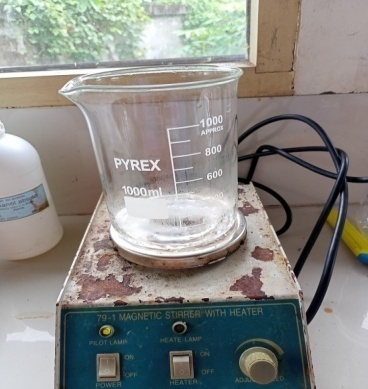 1000
APPROX
800
PYREX
600
1000ml
79-1 MAGNETIC STIRRER WITH HEATER
PILOT LAMP
HEATE LAMP
ON
ON
OFF
OFF
POWER
HEATER